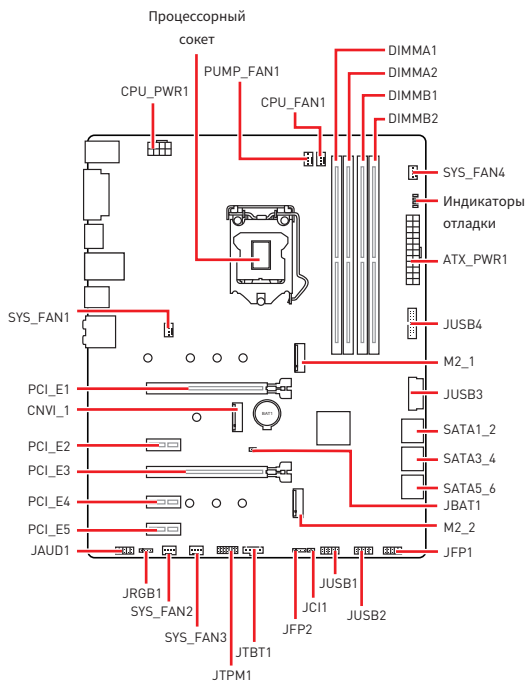 Процессорный
сокет
PUMP_FAN1
CPU_PWR1
CPU_FAN1
DIMMA1
DIMMA2
DIMMB1
DIMMB2
SYS_FAN4
Индикаторы
отладки
ATX_PWR1
SYS_FAN1
JUSB4
M2_1
PCI_E1
JUSB3
CNVI_1
BAT1
SATA1_2
PCI_E2
PCI_E3
SATA3_4
SATA5_6
PCI_E4
JBAT1
M2_2
PCI_E5
JAUD1
JFP1
JRGB1
SYS_FAN2
SYS_FAN3
JTPM1
JTBT1
JFP2
JCI1
JUSB1
JUSB2